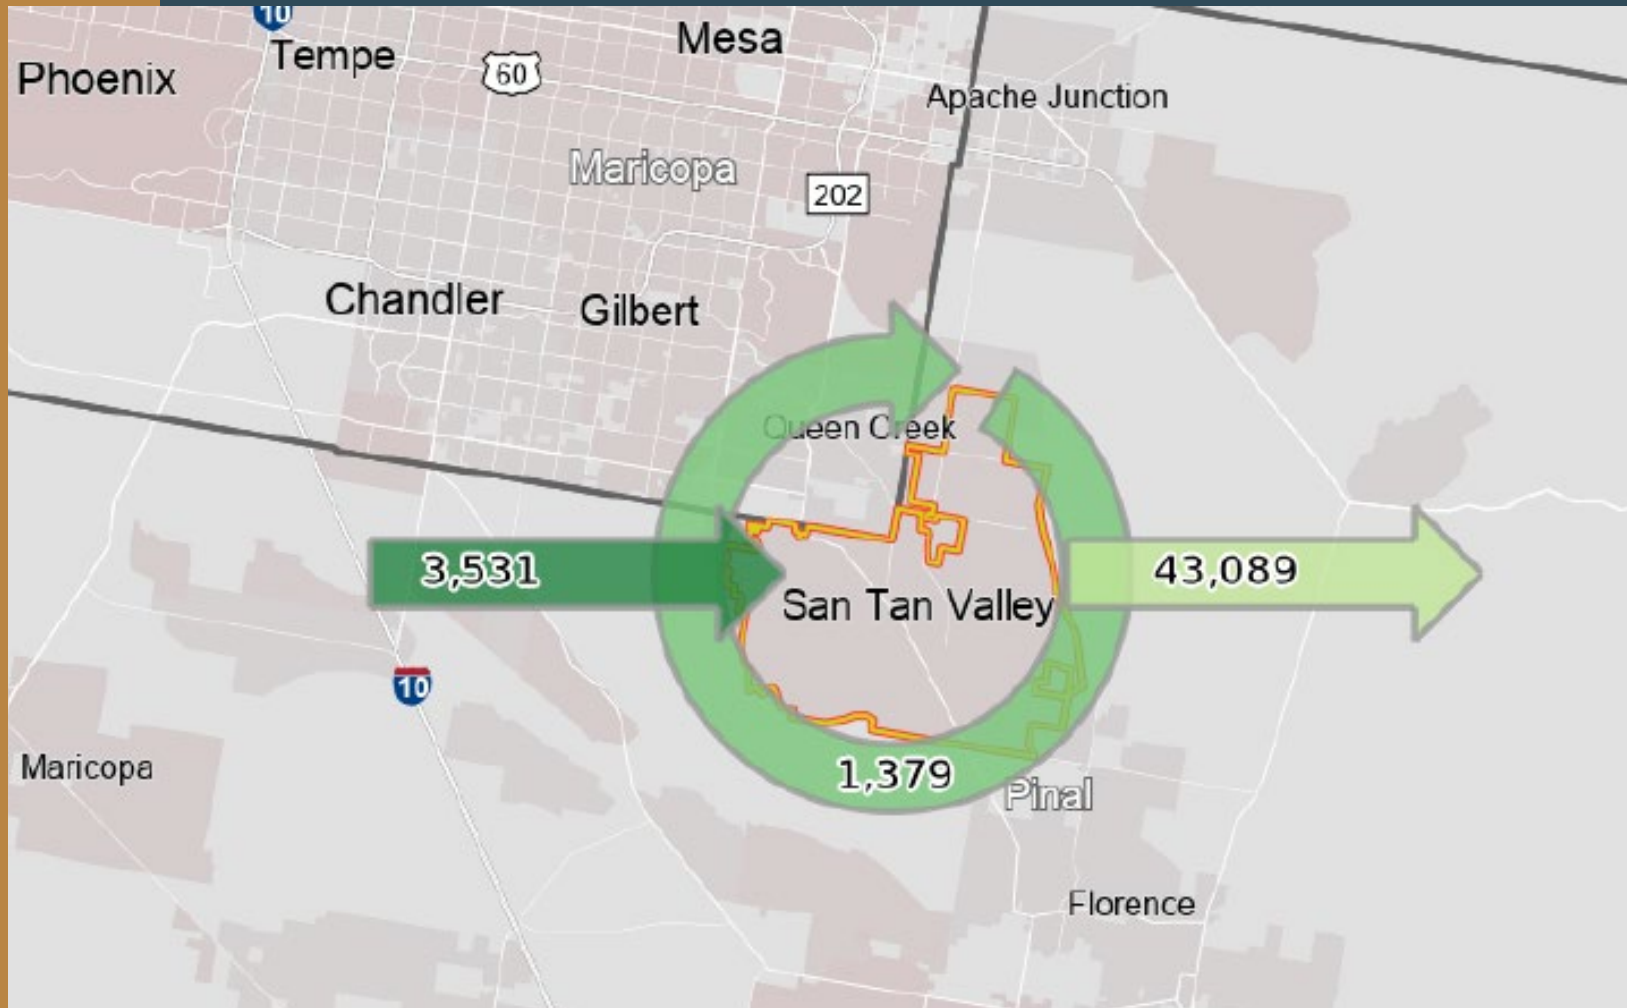 10
Tempe
Mesa
Phoenix
60
Apache Junction
Maricopa
202
Chandler
Gilbert
Queen Creek
3,531
43,089
San Tan Valley
10
Maricopa
1,379
Pinal
Florence